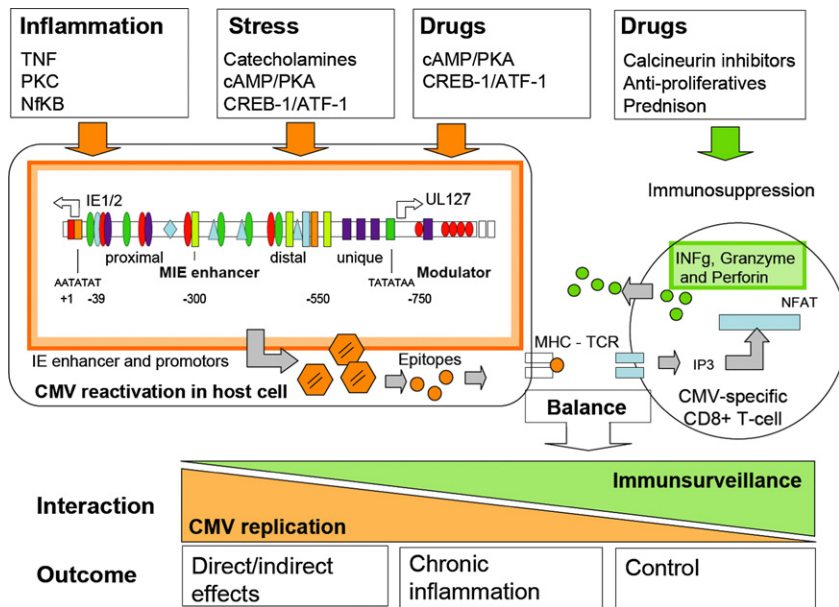 Inflammation
TNF
PKC
NfKB
Stress
Catecholamines
cAMP/PKA
CREB-1/ATF-1
Drugs
cAMP/PKA
CREB-1/ATF-1
Drugs
Calcineurin inhibitors
Anti-proliferatives
Prednison
Immunosuppression
IE1/2
UL127
proximal
distal
unique
MIE enhancer
Modulator
AATATAT
TATATAA
+1
-39
-300
-550
-750
IE enhancer and promotors
CMV reactivation in host cell
Epitopes
MHC - TCR
INFg, Granzyme
and Perforin
NFAT
IP3
CMV-specific
CD8+ T-cell
Balance
Interaction
Immunsurveillance
CMV replication
Outcome
Direct/indirect
effects
Chronic
inflammation
Control